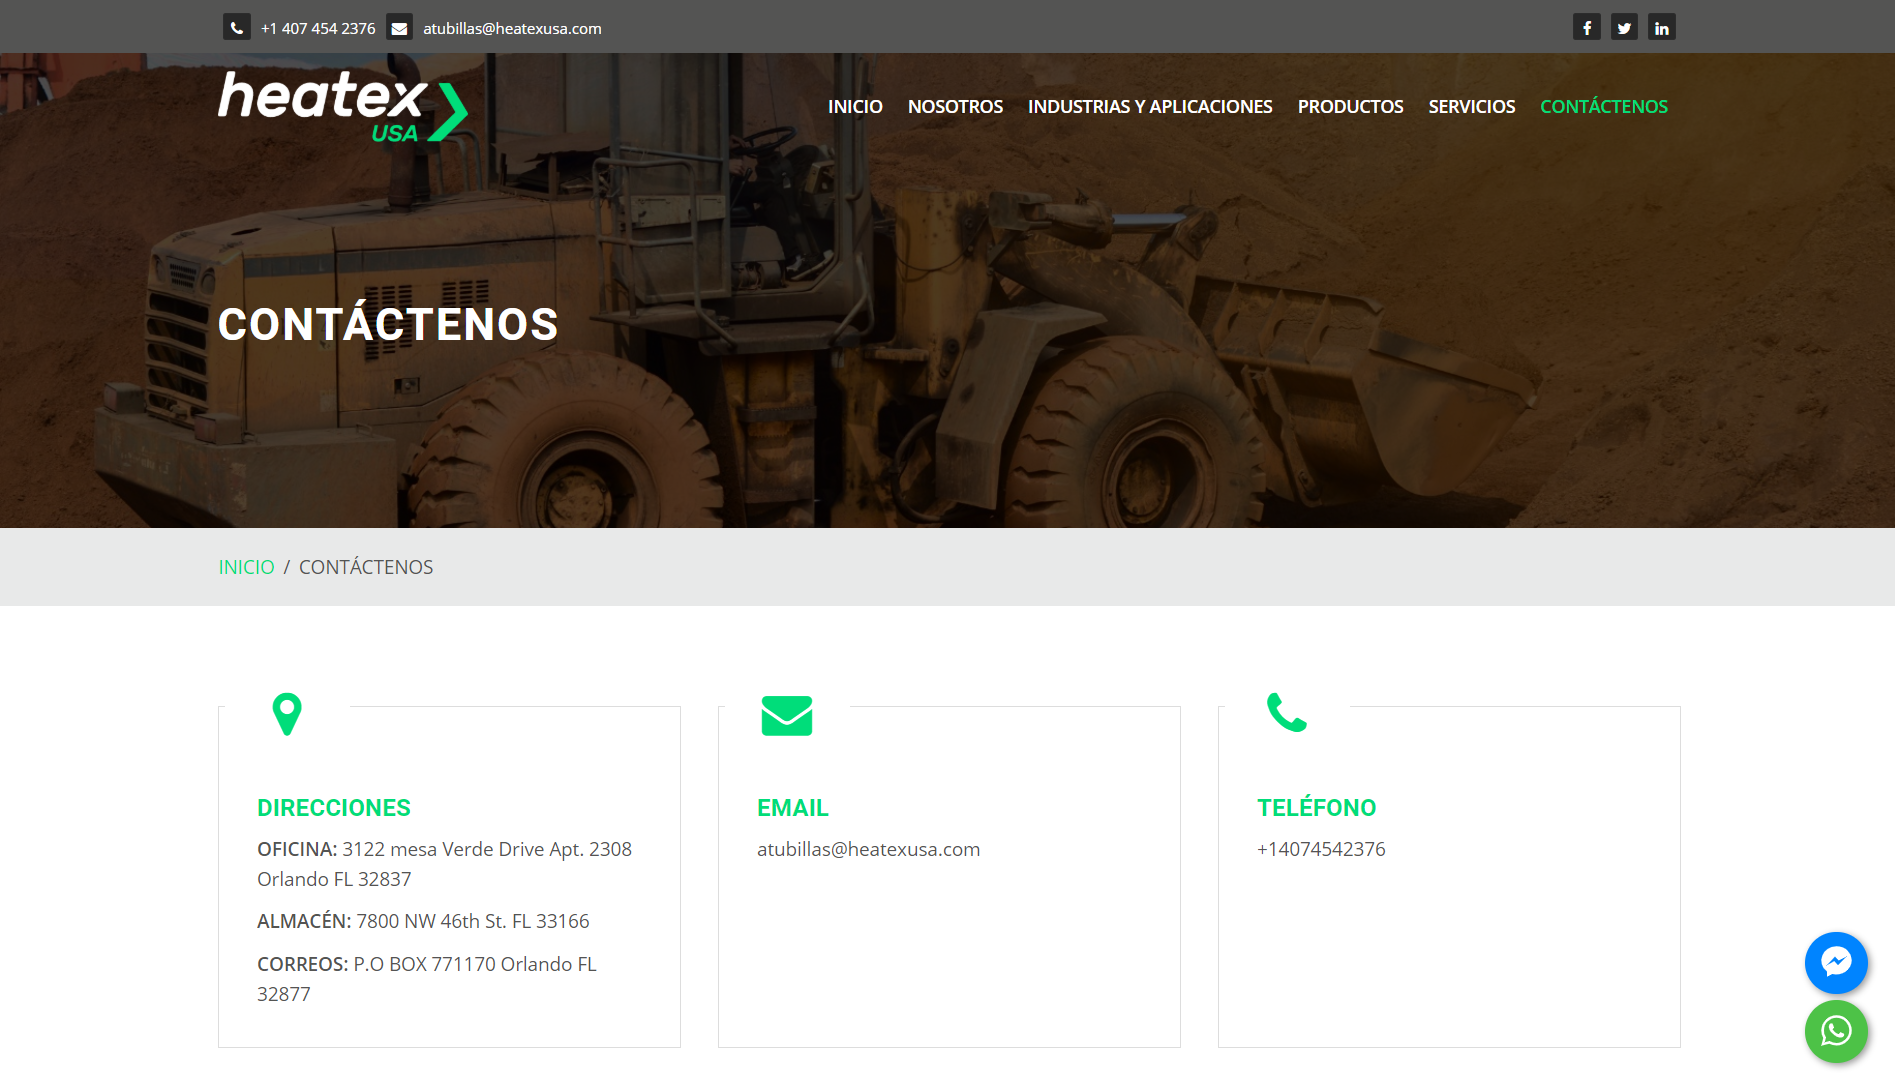 +1 407 454 2376 atubillas@heatexusa.com
heatex
USA
INICIO NOSOTROS INDUSTRIAS Y APLICACIONES PRODUCTOS SERVICIOS CONTÁCTENOS
CONTÁCTENOS
INICIO / CONTÁCTENOS
DIRECCIONES
OFICINA: 3122 mesa Verde Drive Apt. 2308
Orlando FL 32837
ALMACÉN: 7800 NW 46th St. FL 33166
CORREOS: P.O BOX 771170 Orlando FL
32877
EMAIL
atubillas@heatexusa.com
TELÉFONO
+14074542376